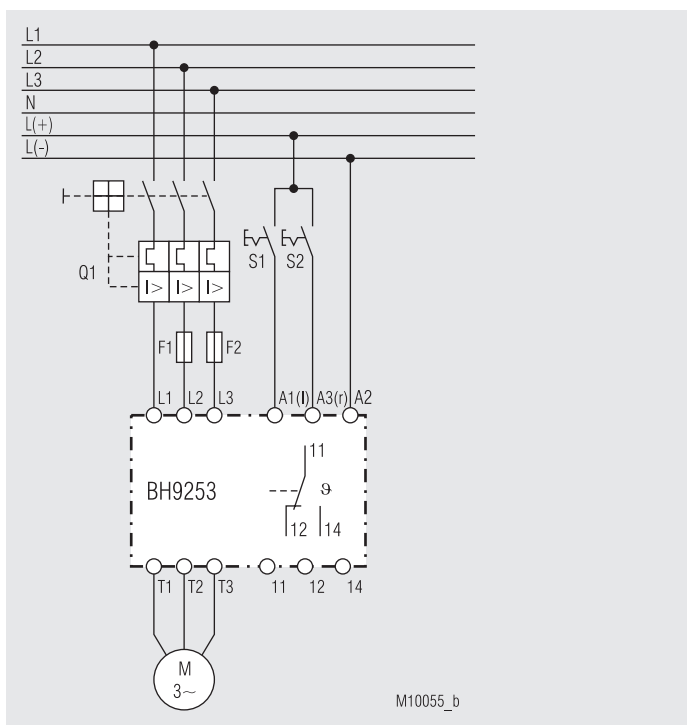 L1
L2
L3
N
L(+)
L(-)
S1 S2
Q1
I> I> I>
F1 F2
L1 L2 L3 A1(l) A3(r) A2
11
BH9253 ϑ
12 14
T1 T2 T3 11 12 14
M
3~
M10055_b